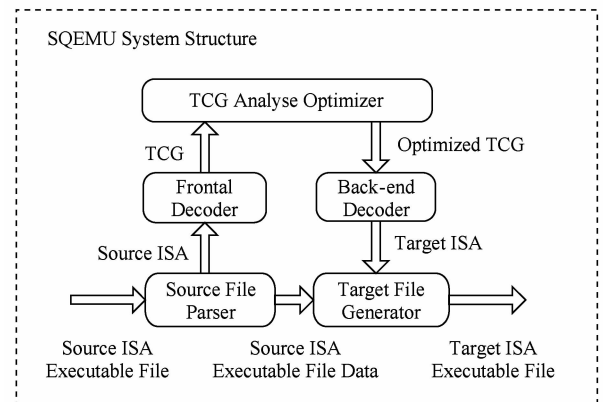 SQEMU System Structure
TCG Analyse Optimizer
TCG
Optimized TCG
Frontal
Decoder
Back-end
Decoder
Source ISA
Target ISA
Source File
Parser
Target File
Generator
Source ISA
Executable File
Source ISA
Executable File Data
Target ISA
Executable File